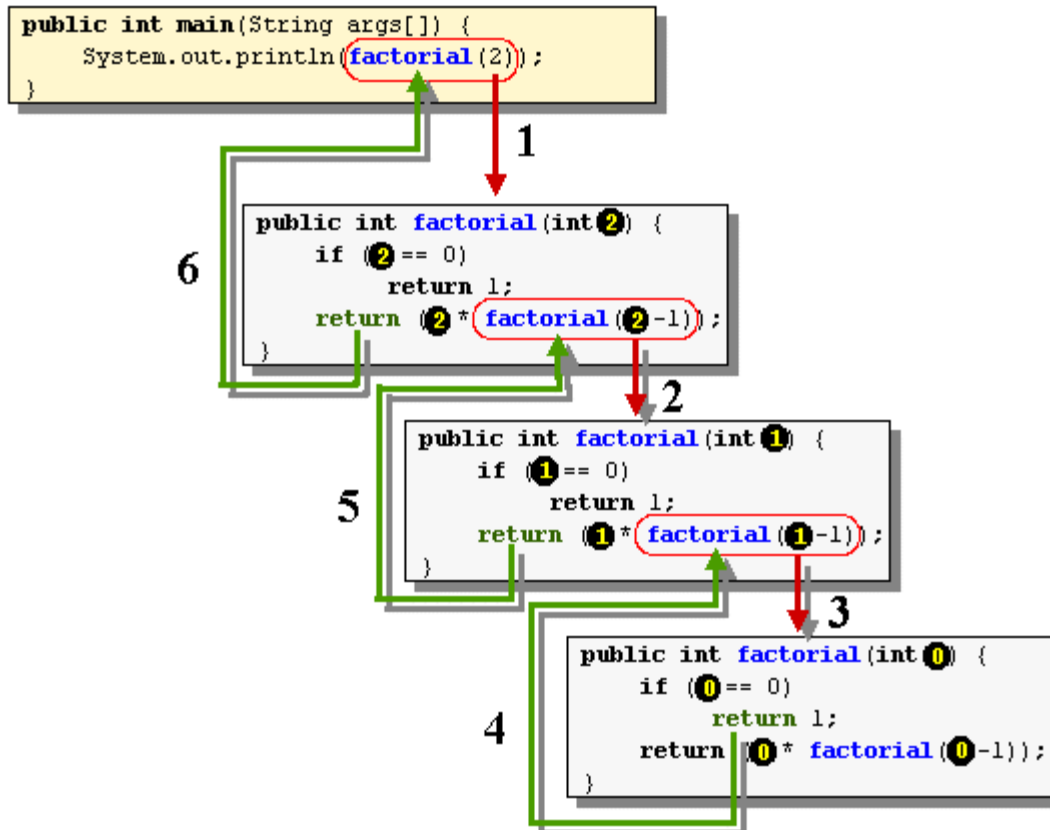 public int main(String args[]) {
System.out.println(factorial(2));
}
1
public int factorial(int 2) {
if (2 == 0)
return 1;
return (2 * factorial(2-1));
}
6
2
public int factorial(int 1) {
if (1 == 0)
return 1;
return (1 * factorial(1-1));
}
5
3
public int factorial(int 0) {
if (0 == 0)
return 1;
return (0 * factorial(0-1));
}
4